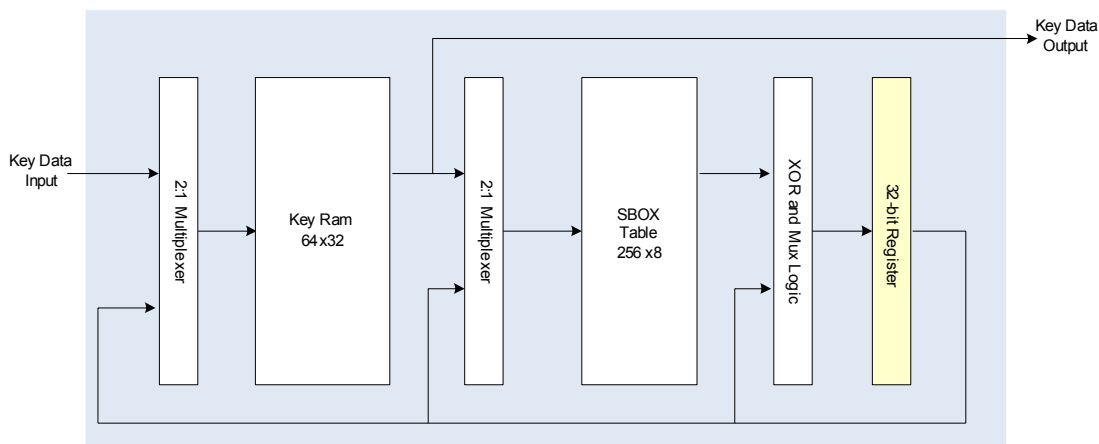 Key Data
Output
Key Data
Input
2:1 Multiplexer
Key Ram
64x32
2:1 Multiplexer
SBOX
Table
256 x8
XOR and Mux Logic
32-bit Register